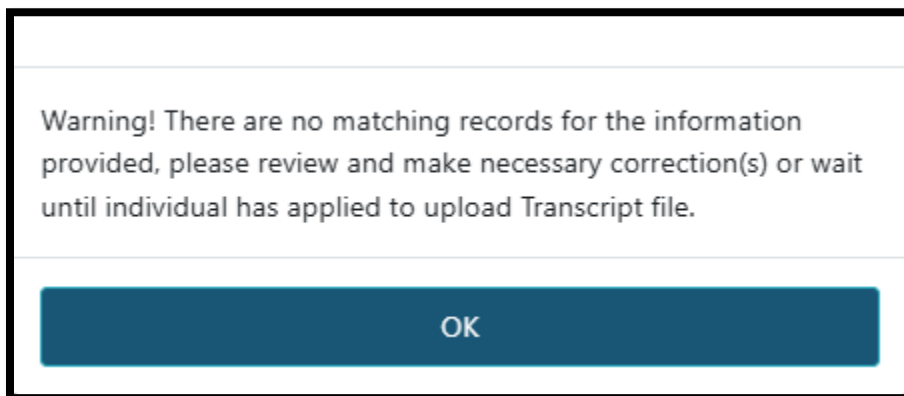 Warning! There are no matching records for the information
provided, please review and make necessary correction(s) or wait
until individual has applied to upload Transcript file.
OK